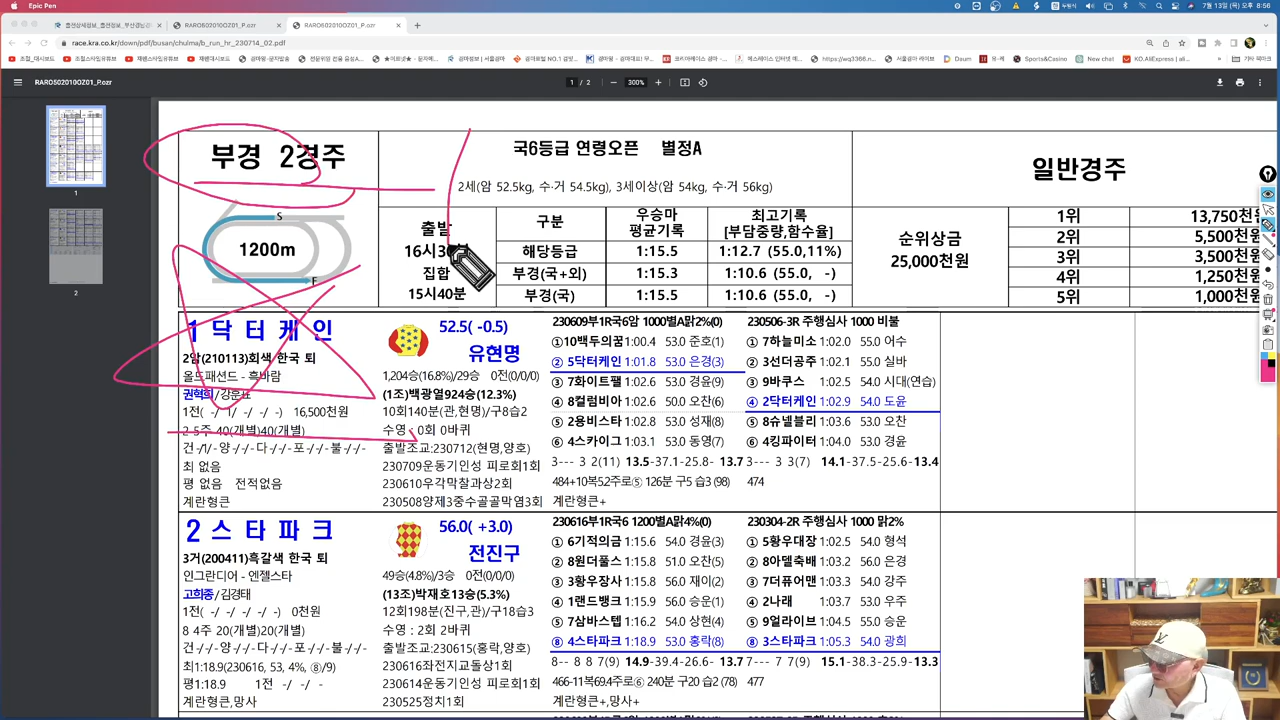 Epic Pen
7월 13일 (목) 8:56
RARO502010OZ01_P.ozr
RARO502010OZ01_P.ozr
race.kra.co.kr/down/pdf/busan/chulma/b_run_hr_230714_02.pdf
Daum
Sports&Casino
New chat
KO.AliExpress | ali...
RARO502010OZ01_P.ozr
1 / 2
300%
1
2
부경 2경주
국6등급 연령오픈 별정A
2세(암 52.5kg, 수·거 54.5kg), 3세이상(암 54kg, 수·거 56kg)
일반경주
1200m
S
F
출발
집합
15시40분
구분
우승마 평균기록
최고기록 [부담중량,함수율]
해당등급 1:15.5 1:12.7 (55.0,11%)
부경(국+외) 1:15.3 1:10.6 (55.0, -)
부경(국) 1:15.5 1:10.6 (55.0, -)
순위상금
25,000천원
1위 13,750천원
2위 5,500천원
3위 3,500천원
4위 1,250천원
5위 1,000천원
1 닥터케인
52.5( -0.5)
유현명
2암(210113)회색 한국 퇴
올드패션드 - 흑바람
1,204승(16.8%)/29승 0전(0/0/0)
권혁희/강운표
(1조)백광열924승(12.3%)
1전( -/ 1/ -/ -/ -) 16,500천원
10회140분(관,현명)/구8습2
2 5주 40(개별)40(개별)
수영 : 0회 0바퀴
건-/1/- 양-/-/- 다-/-/- 포-/-/- 불-/-/-
출발조교:230712(현명,양호)
최 없음
230709운동기인성 피로회1회
평 없음 전적없음
230610우각막찰과상2회
계란형큰
230508양제3중수골골막염3회
230609부1R국6암 1000별A맑2%(0)
①10백두의꿈1:00.4 53.0 준호(1)
② 5닥터케인1:01.8 53.0 은경(3)
③ 7화이트팰1:02.6 53.0 경윤(9)
④ 8컬럼비아1:02.6 53.0 오찬(6)
⑤ 2용비스타1:02.8 53.0 성재(8)
⑥ 4스카이그1:03.1 53.0 동영(7)
3--- 3 2(11) 13.5-37.1-25.8- 13.7
484+10복5.2주로⑤ 126분 구5 습3 (98)
계란형큰+
230506-3R 주행심사 1000 비불
① 7하늘미소1:02.0 55.0 어수
② 3선더공주1:02.1 55.0 실바
③ 9바쿠스 1:02.5 54.0 시대(연습)
④ 2닥터케인1:02.9 54.0 도윤
⑤ 8슈넬블리1:03.6 53.0 오찬
⑥ 4킹파이터1:04.0 53.0 경윤
3--- 3 3(7) 14.1-37.5-25.6-13.4
474
2 스타파크
56.0( +3.0)
전진구
3거(200411)흑갈색 한국 퇴
인그란디어 - 엔젤스타
49승(4.8%)/3승 0전(0/0/0)
고희종/김경태
(13조)박재호13승(5.3%)
1전( -/ -/ -/ -/ -) 0천원
12회198분(진구,관)/구18습3
8 4주 20(개별)20(개별)
수영 : 2회 2바퀴
건-/-/- 양-/-/- 다-/-/- 포-/-/- 불-/-/-
출발조교:230615(홍락,양호)
최1:18.9(230616, 53, 4%, ⑧/9)
230616좌전지교돌상1회
평1:18.9 1전 -/ -/ -
230614운동기인성 피로회1회
계란형큰,망사
230525정치1회
230616부1R국6 1200별A맑4%(0)
① 6기적의금1:15.6 54.0 경윤(3)
② 8원더풀스1:15.8 51.0 오찬(5)
③ 3황우장사1:15.8 56.0 재이(2)
④ 1랜드뱅크1:15.9 56.0 승운(1)
⑤ 7삼바스텝1:16.2 54.0 상현(4)
⑧ 4스타파크1:18.9 53.0 홍락(8)
8-- 8 8 7(9) 14.9-39.4-26.6- 13.7
466-11복69.4주로⑥ 240분 구20 습2 (78)
계란형큰+,망사+
230304-2R 주행심사 1000 맑2%
① 5황우대장1:02.5 54.0 형석
② 8아델축배1:03.2 56.0 은경
③ 7더퓨어맨1:03.3 54.0 강주
④ 2나래 1:03.7 53.0 우주
⑤ 9얼라이브1:04.5 54.0 승윤
⑧ 3스타파크1:05.3 54.0 광희
7--- 7 7(9) 15.1-38.3-25.9-13.3
477